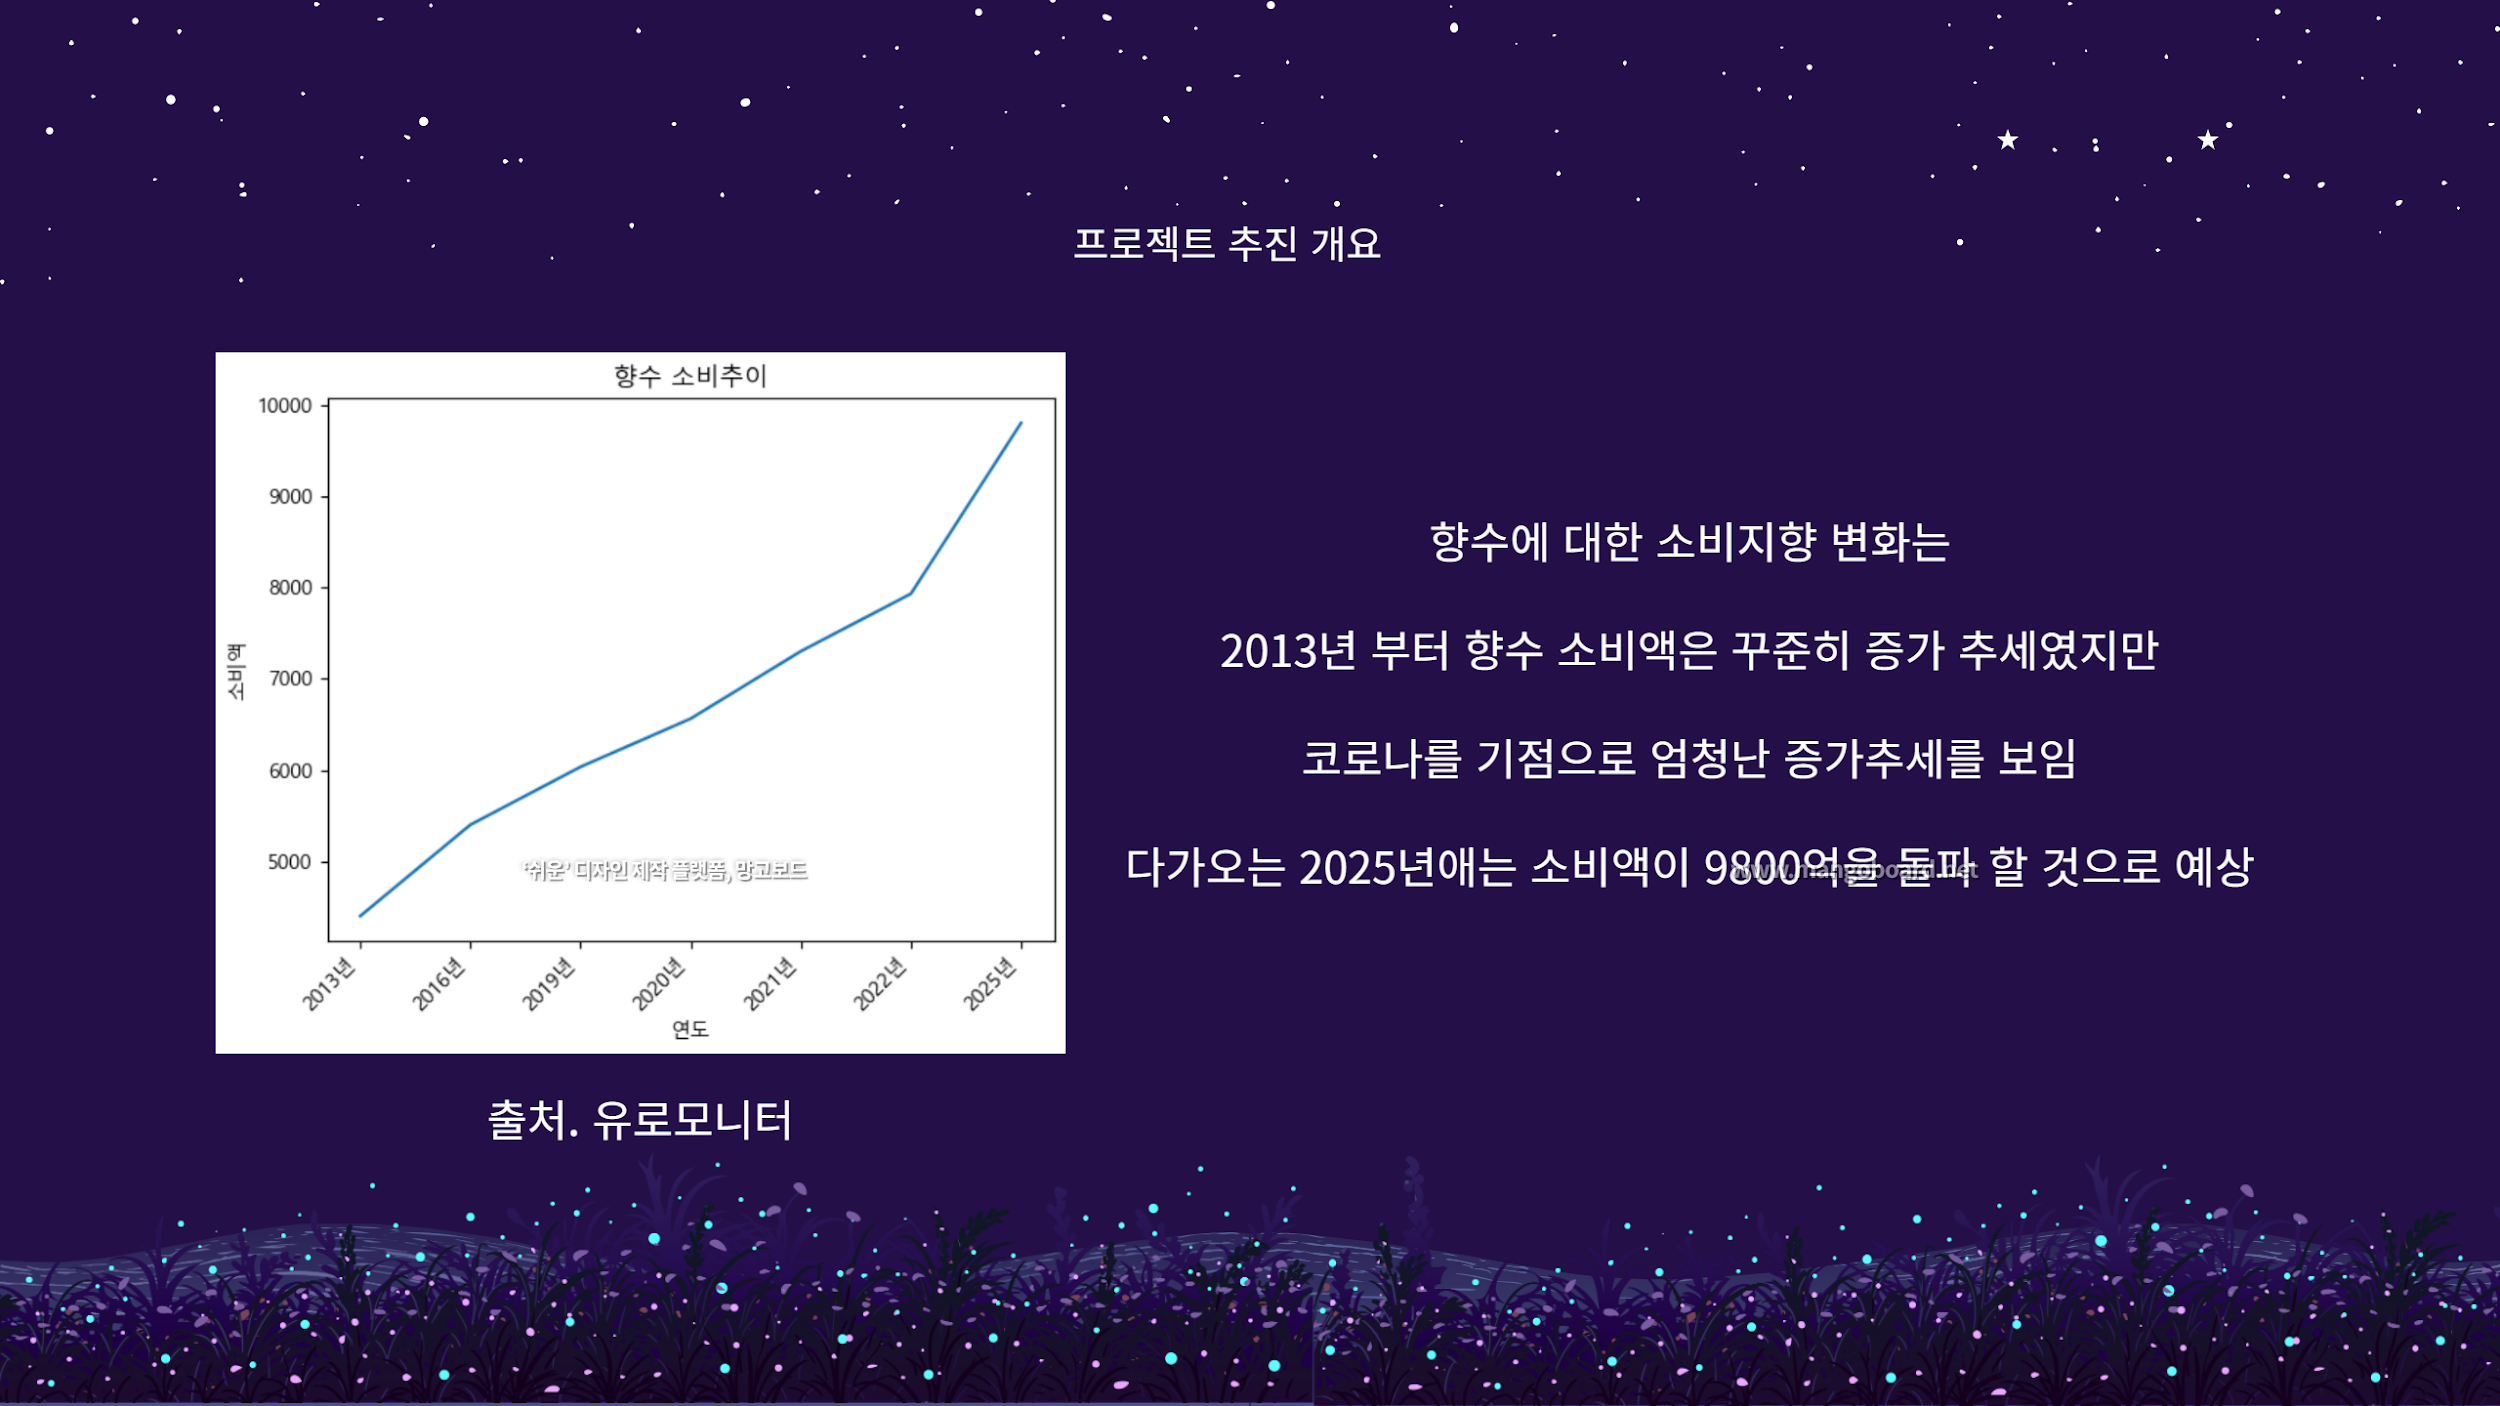 프로젝트 추진 개요
향수 소비추이
10000
9000
8000
7000
6000
5000
소비액
2013년
2016년
2019년
2020년
2021년
2022년
2025년
연도
'쉬운' 디자인 제작 플랫폼, 망고보드
출처. 유로모니터
향수에 대한 소비지향 변화는
2013년 부터 향수 소비액은 꾸준히 증가 추세였지만
코로나를 기점으로 엄청난 증가추세를 보임
다가오는 2025년애는 소비액이 9800억을 돌파 할 것으로 예상
www.mangoboard.net